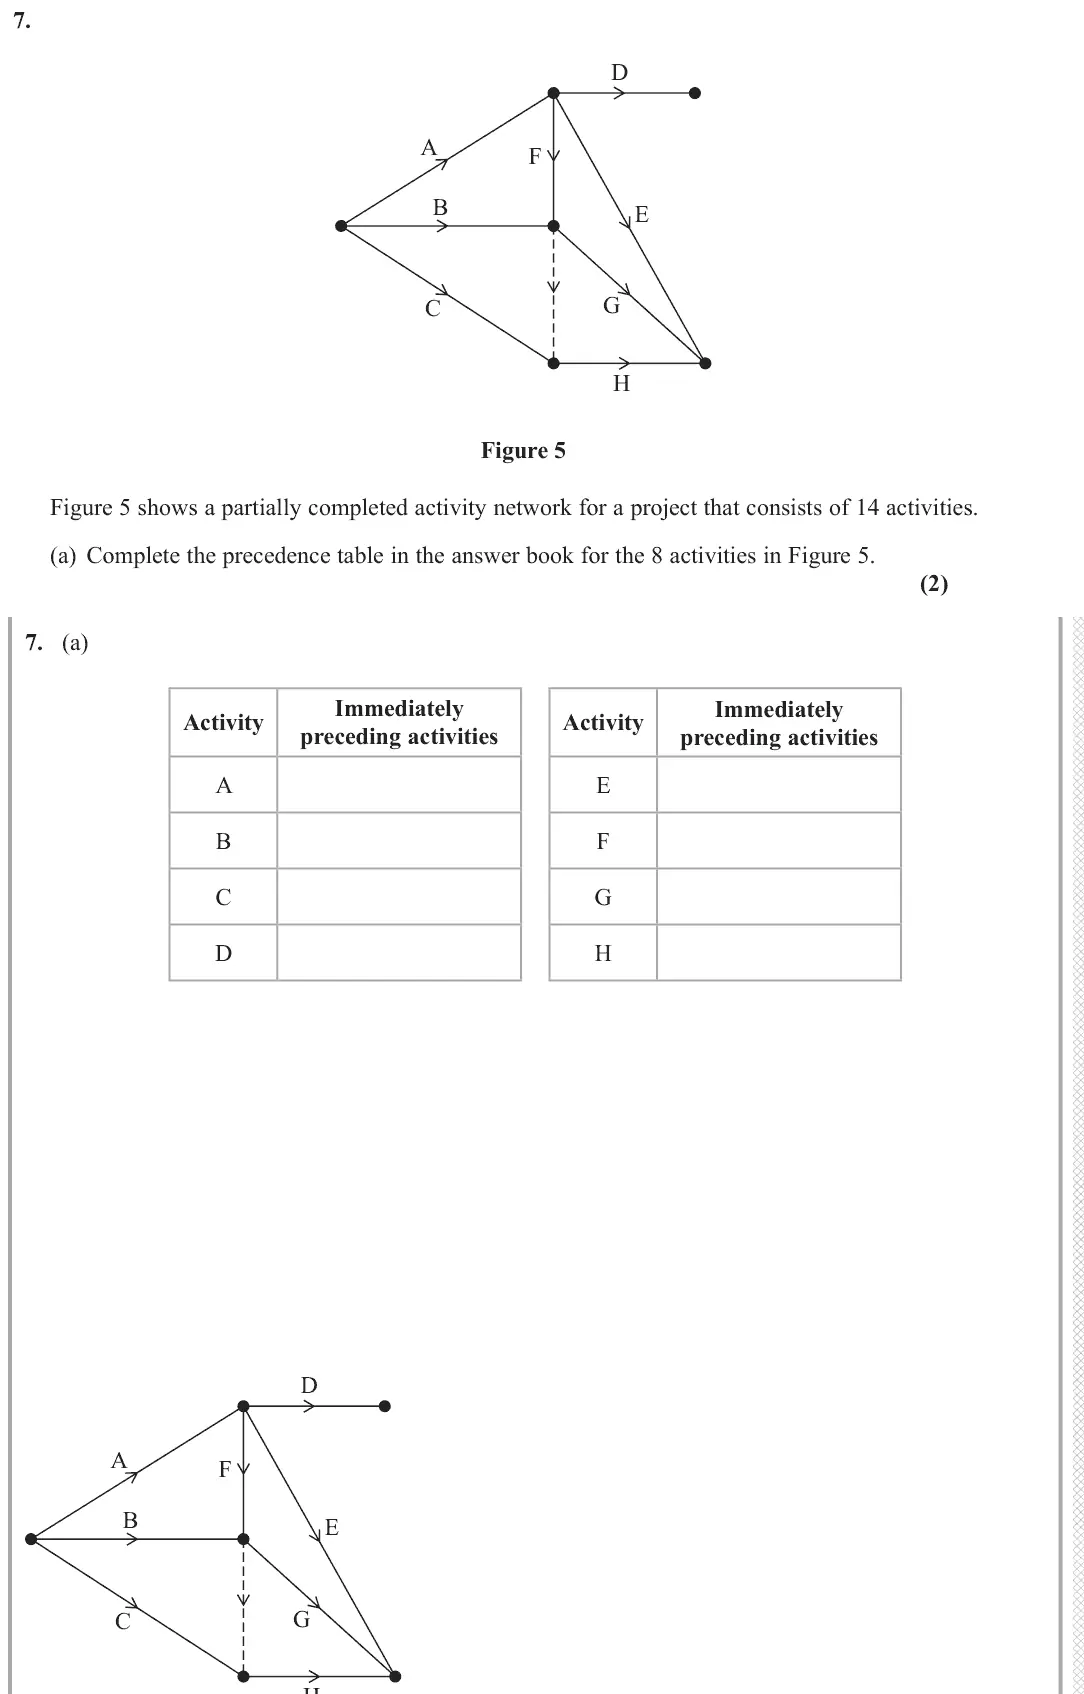 7.
D
A
F
B
E
C
G
H
Figure 5
Figure 5 shows a partially completed activity network for a project that consists of 14 activities.
(a) Complete the precedence table in the answer book for the 8 activities in Figure 5.
(2)
7. (a)
Activity Immediately preceding activities Activity Immediately preceding activities
A E
B F
C G
D H
D
A
F
B
E
C
G
H